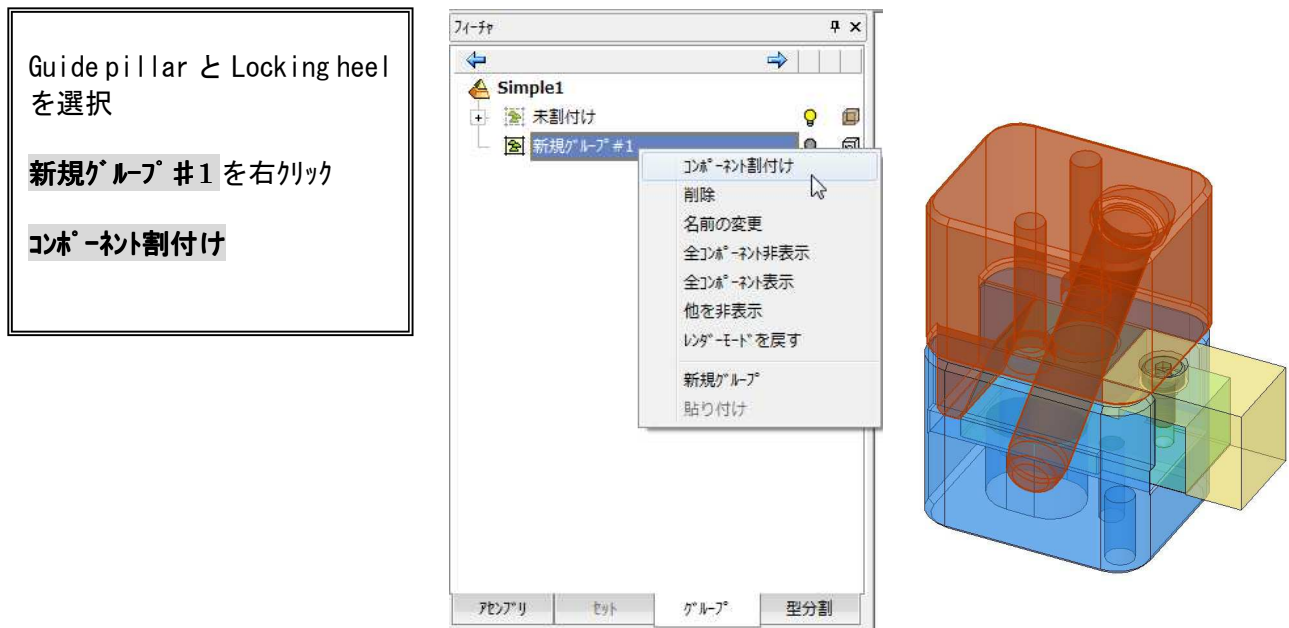 Guide pillar と Locking heel
を選択
新規ｸﾞﾙｰﾌﾟ＃1 を右ｸﾘｯｸ
ｺﾝﾎﾟｰﾈﾝﾄ割付け
ﾌｨｰﾁｬ
Simple1
未割付け
新規ｸﾞﾙｰﾌﾟ#1
ｺﾝﾎﾟｰﾈﾝﾄ割付け
削除
名前の変更
全ｺﾝﾎﾟｰﾈﾝﾄ非表示
全ｺﾝﾎﾟｰﾈﾝﾄ表示
他を非表示
ﾚﾝﾀﾞｰﾓｰﾄﾞを戻す
新規ｸﾞﾙｰﾌﾟ
貼り付け
ｱｾﾝﾌﾞﾘ
ｾｯﾄ
ｸﾞﾙｰﾌﾟ
型分割